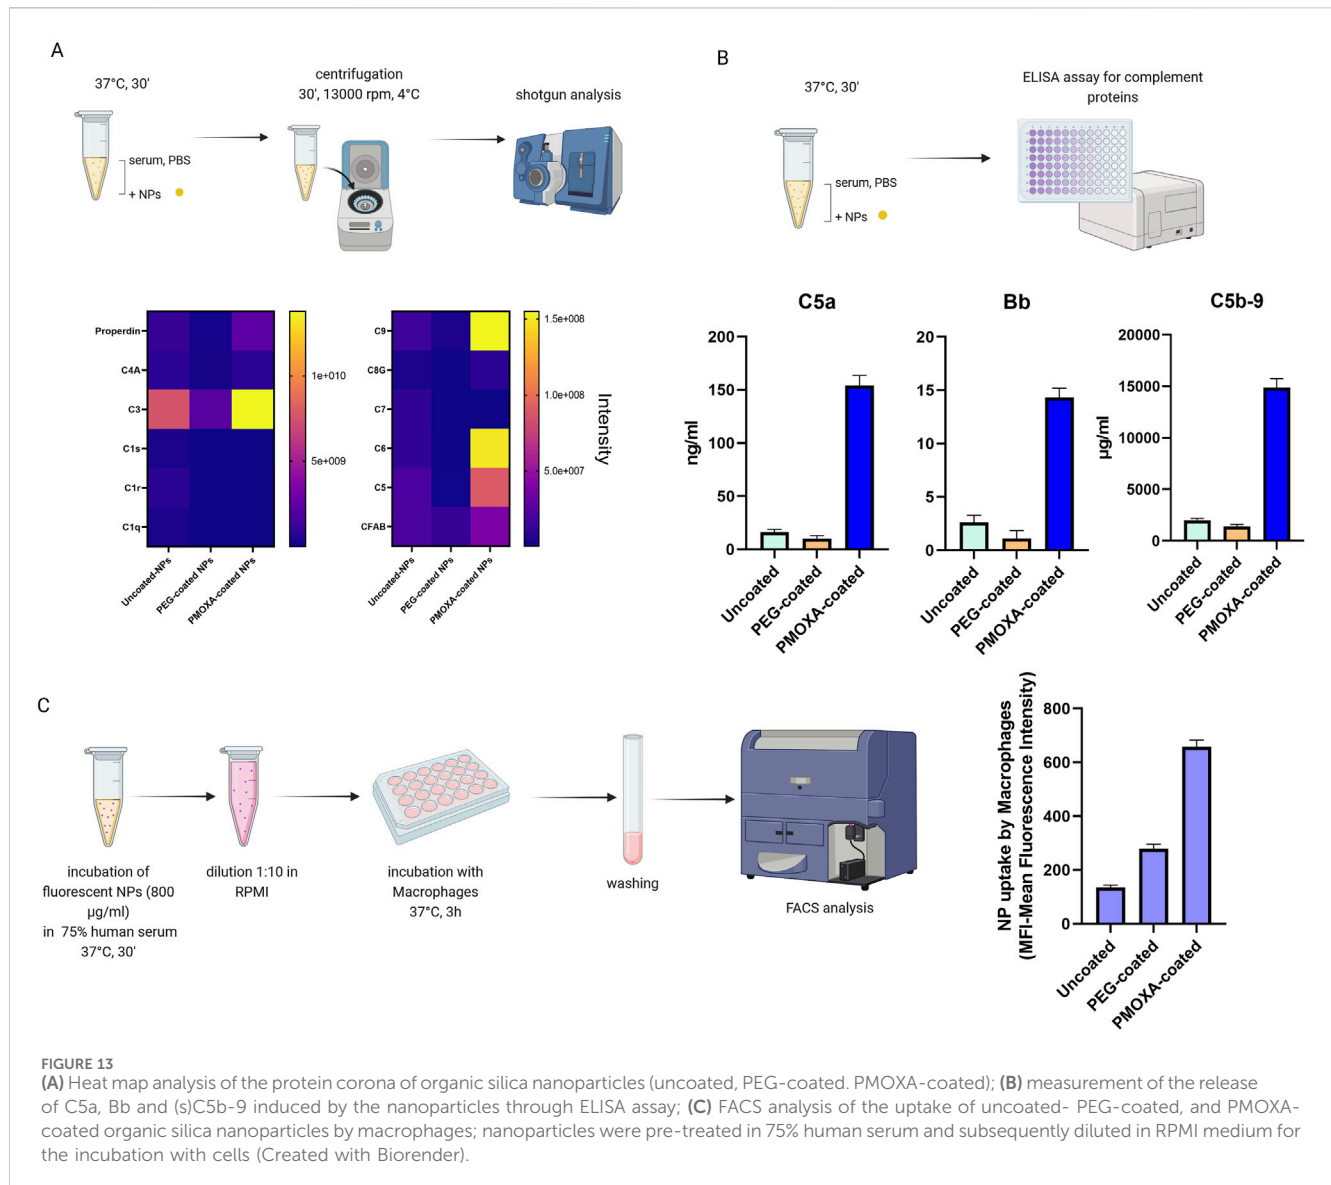 A
37°C, 30'
serum, PBS
+ NPs
centrifugation
30', 13000 rpm, 4°C
shotgun analysis
Properdin
C4A
C3
C1s
C1r
C1q
Uncoated-NPs
PEG-coated NPs
PMOXA-coated NPs
1e+010
5e+009
C9
C8G
C7
C6
C5
CFAB
Uncoated-NPs
PEG-coated NPs
PMOXA-coated NPs
1.5e+008
1.0e+008
5.0e+007
Intensity
B
37°C, 30'
serum, PBS
+ NPs
ELISA assay for complement
proteins
C5a
ng/ml
200
150
100
50
0
Uncoated
PEG-coated
PMOXA-coated
Bb
20
15
10
5
0
Uncoated
PEG-coated
PMOXA-coated
C5b-9
µg/ml
20000
15000
10000
5000
0
Uncoated
PEG-coated
PMOXA-coated
C
incubation of
fluorescent NPs (800
µg/ml)
in 75% human serum
37°C, 30'
dilution 1:10 in
RPMI
incubation with
Macrophages
37°C, 3h
washing
FACS analysis
NP uptake by Macrophages
(MFI-Mean Fluorescence Intensity)
800
600
400
200
0
Uncoated
PEG-coated
PMOXA-coated
FIGURE 13
(A) Heat map analysis of the protein corona of organic silica nanoparticles (uncoated, PEG-coated. PMOXA-coated); (B) measurement of the release
of C5a, Bb and (s)C5b-9 induced by the nanoparticles through ELISA assay; (C) FACS analysis of the uptake of uncoated- PEG-coated, and PMOXA-
coated organic silica nanoparticles by macrophages; nanoparticles were pre-treated in 75% human serum and subsequently diluted in RPMI medium for
the incubation with cells (Created with Biorender).